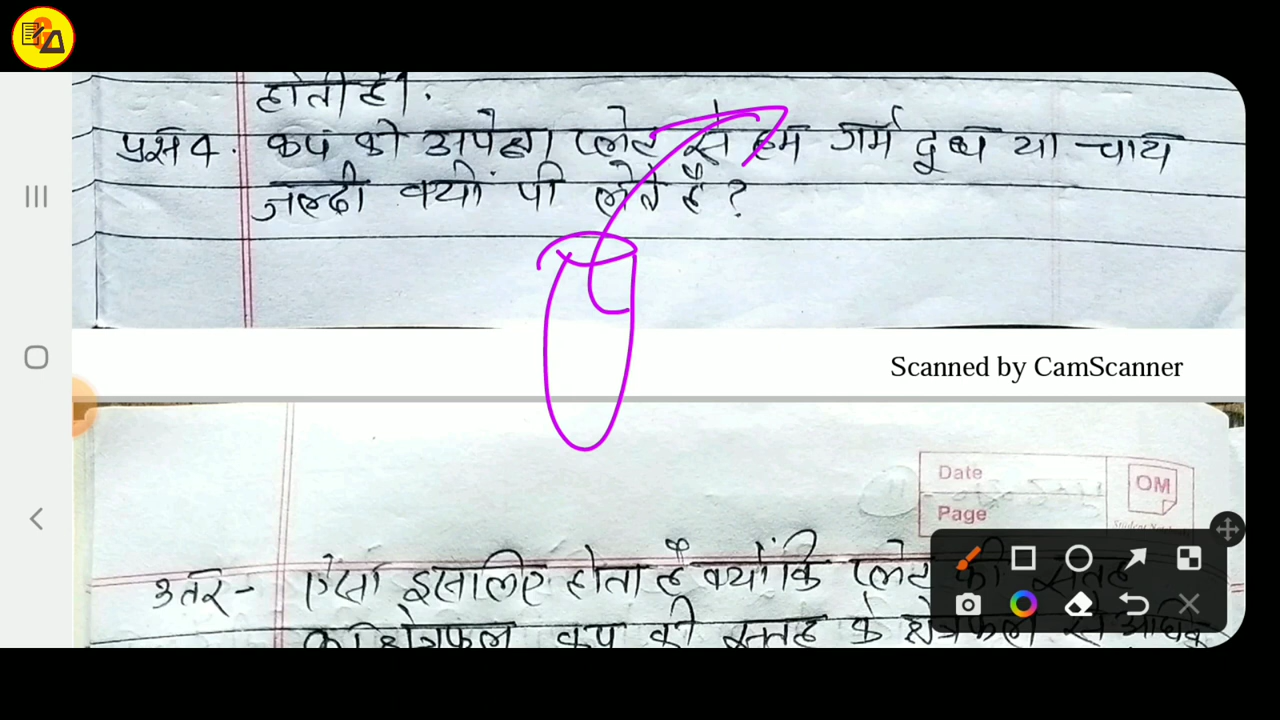 होती है।
प्रश्न 4. कप की अपेक्षा प्लेट से हम गर्म दूध या चाय
जल्दी क्यों पी लेते है?
Scanned by CamScanner
Date
OM
Page
उत्तर- ऐसा इसलिए होता है क्योंकि प्लेट की सतह
का क्षेत्रफल कप की सतह के क्षेत्रफल से अधिक